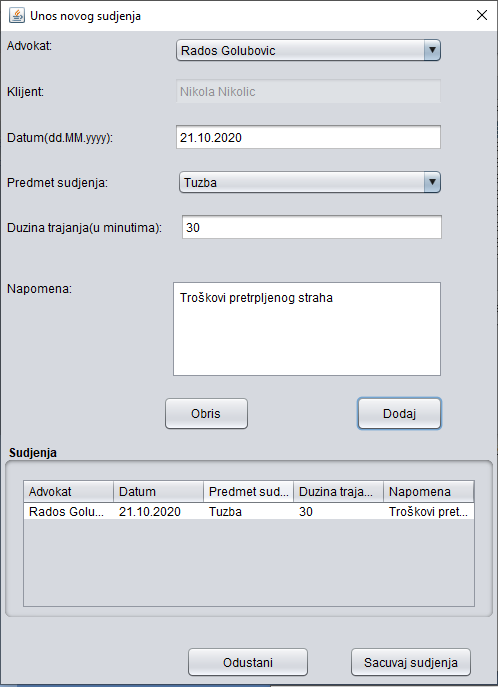 Unos novog sudjenja
Advokat: Rados Golubovic
Klijent: Nikola Nikolic
Datum(dd.MM.yyyy): 21.10.2020
Predmet sudjenja: Tuzba
Duzina trajanja(u minutima): 30
Napomena: Troškovi pretrpljenog straha
Obris Dodaj
Sudjenja
Advokat Datum Predmet sud... Duzina traja... Napomena
Rados Golu... 21.10.2020 Tuzba 30 Troškovi pret...
Odustani Sacuvaj sudjenja